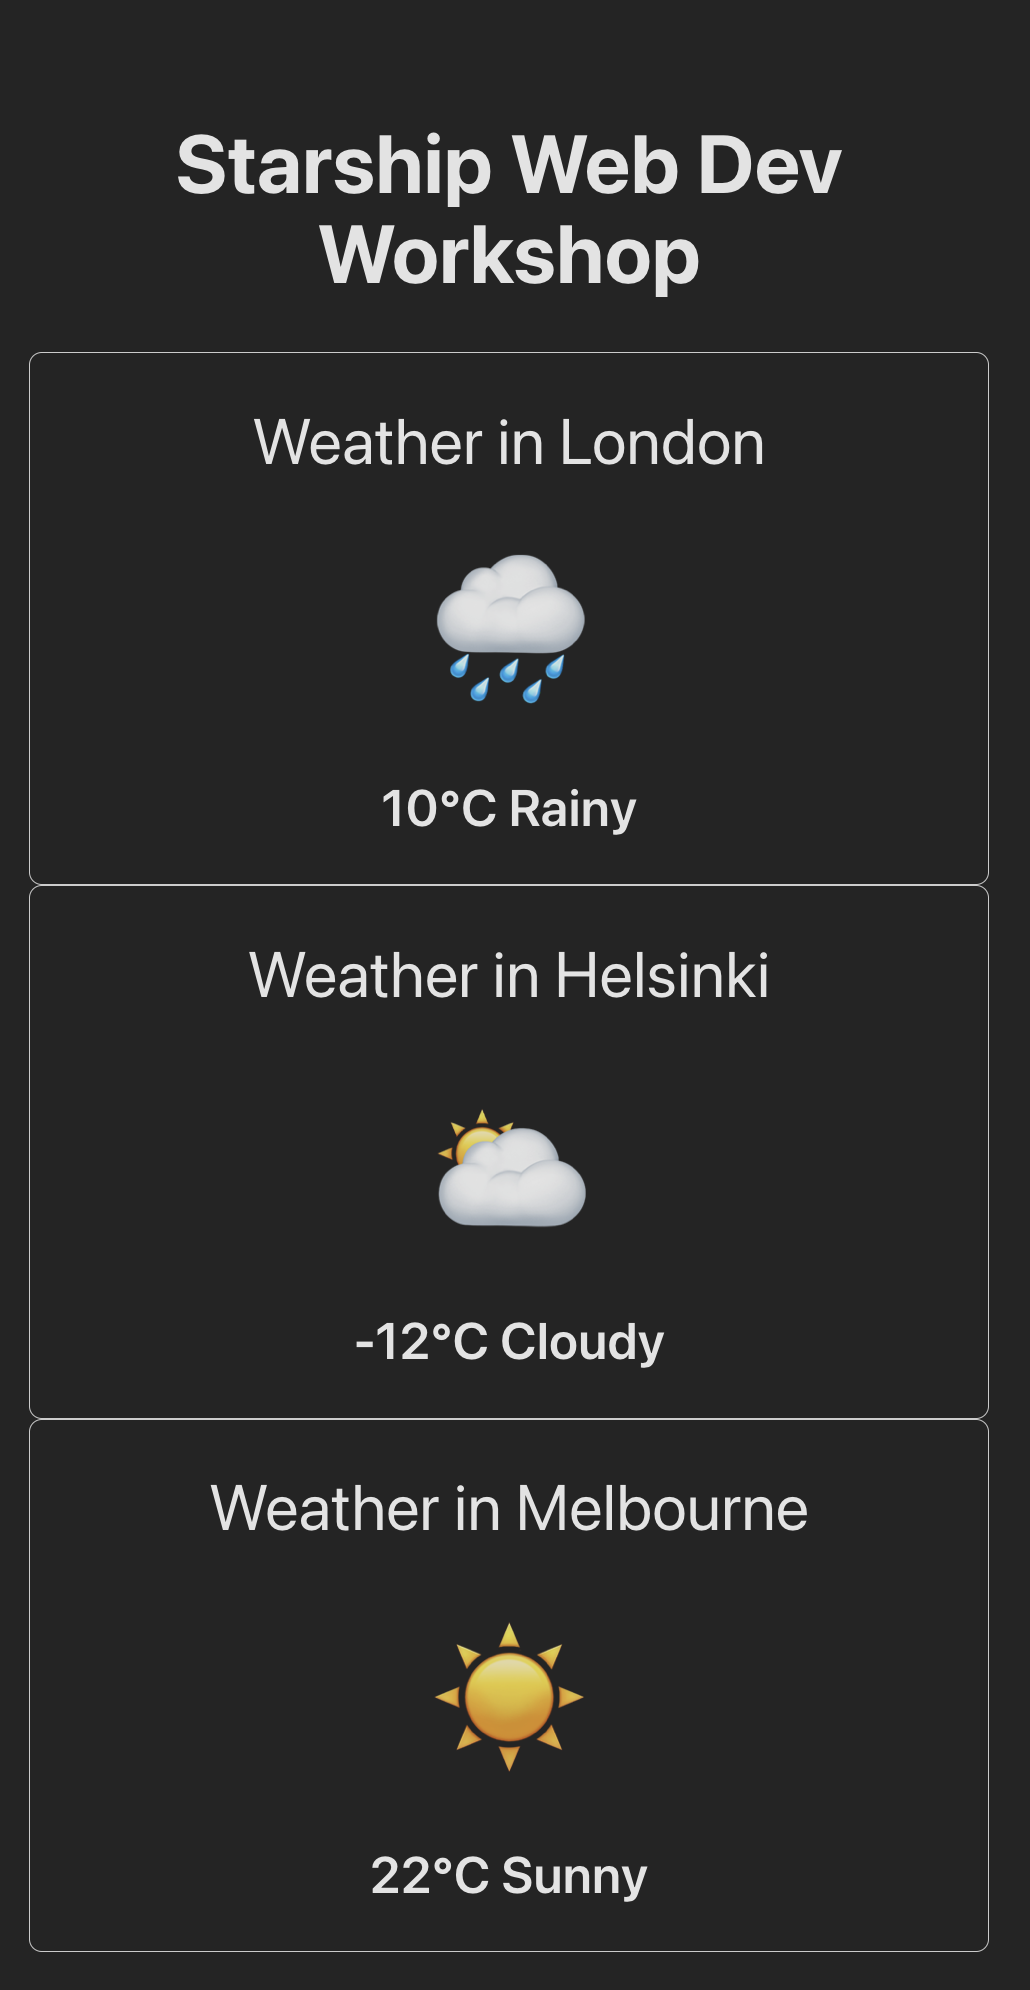 Starship Web Dev
Workshop
Weather in London
10°C Rainy
Weather in Helsinki
-12°C Cloudy
Weather in Melbourne
22°C Sunny